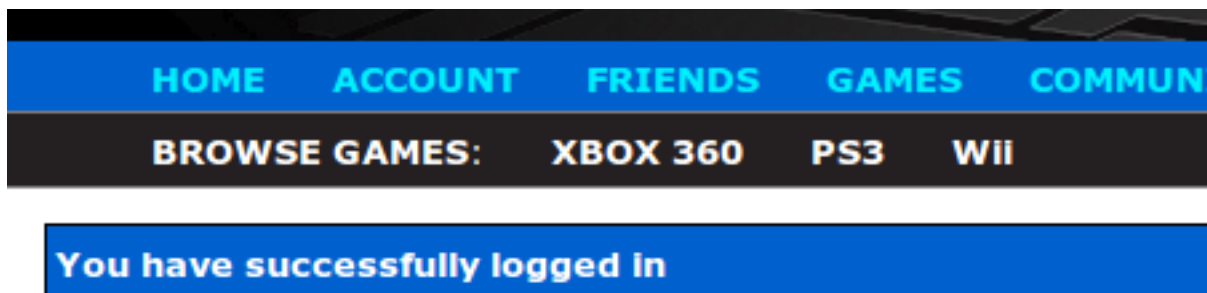 HOME ACCOUNT FRIENDS GAMES COMMUN
BROWSE GAMES: XBOX 360 PS3 Wii
You have successfully logged in